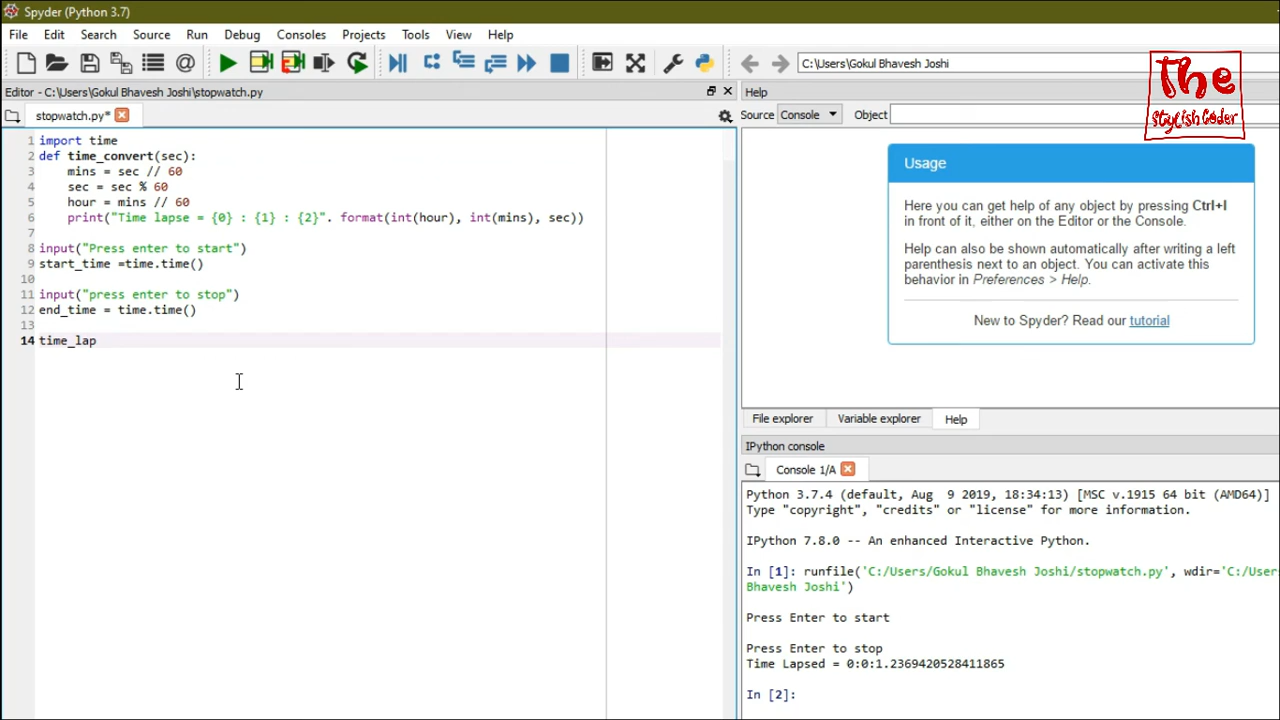 Spyder (Python 3.7)
File Edit Search Source Run Debug Consoles Projects Tools View Help
C:\Users\Gokul Bhavesh Joshi
The
Stylish Coder
Editor - C:\Users\Gokul Bhavesh Joshi\stopwatch.py
Help
stopwatch.py*
Source Console Object
1 import time
2 def time_convert(sec):
3 mins = sec // 60
4 sec = sec % 60
5 hour = mins // 60
6 print("Time lapse = {0} : {1} : {2}". format(int(hour), int(mins), sec))
7
8 input("Press enter to start")
9 start_time =time.time()
10
11 input("press enter to stop")
12 end_time = time.time()
13
14 time_lap
Usage
Here you can get help of any object by pressing Ctrl+I
in front of it, either on the Editor or the Console.
Help can also be shown automatically after writing a left
parenthesis next to an object. You can activate this
behavior in Preferences > Help.
New to Spyder? Read our tutorial
File explorer Variable explorer Help
IPython console
Console 1/A
Python 3.7.4 (default, Aug 9 2019, 18:34:13) [MSC v.1915 64 bit (AMD64)]
Type "copyright", "credits" or "license" for more information.
IPython 7.8.0 -- An enhanced Interactive Python.
In [1]: runfile('C:/Users/Gokul Bhavesh Joshi/stopwatch.py', wdir='C:/Users
Bhavesh Joshi')
Press Enter to start
Press Enter to stop
Time Lapsed = 0:0:1.2369420528411865
In [2]: